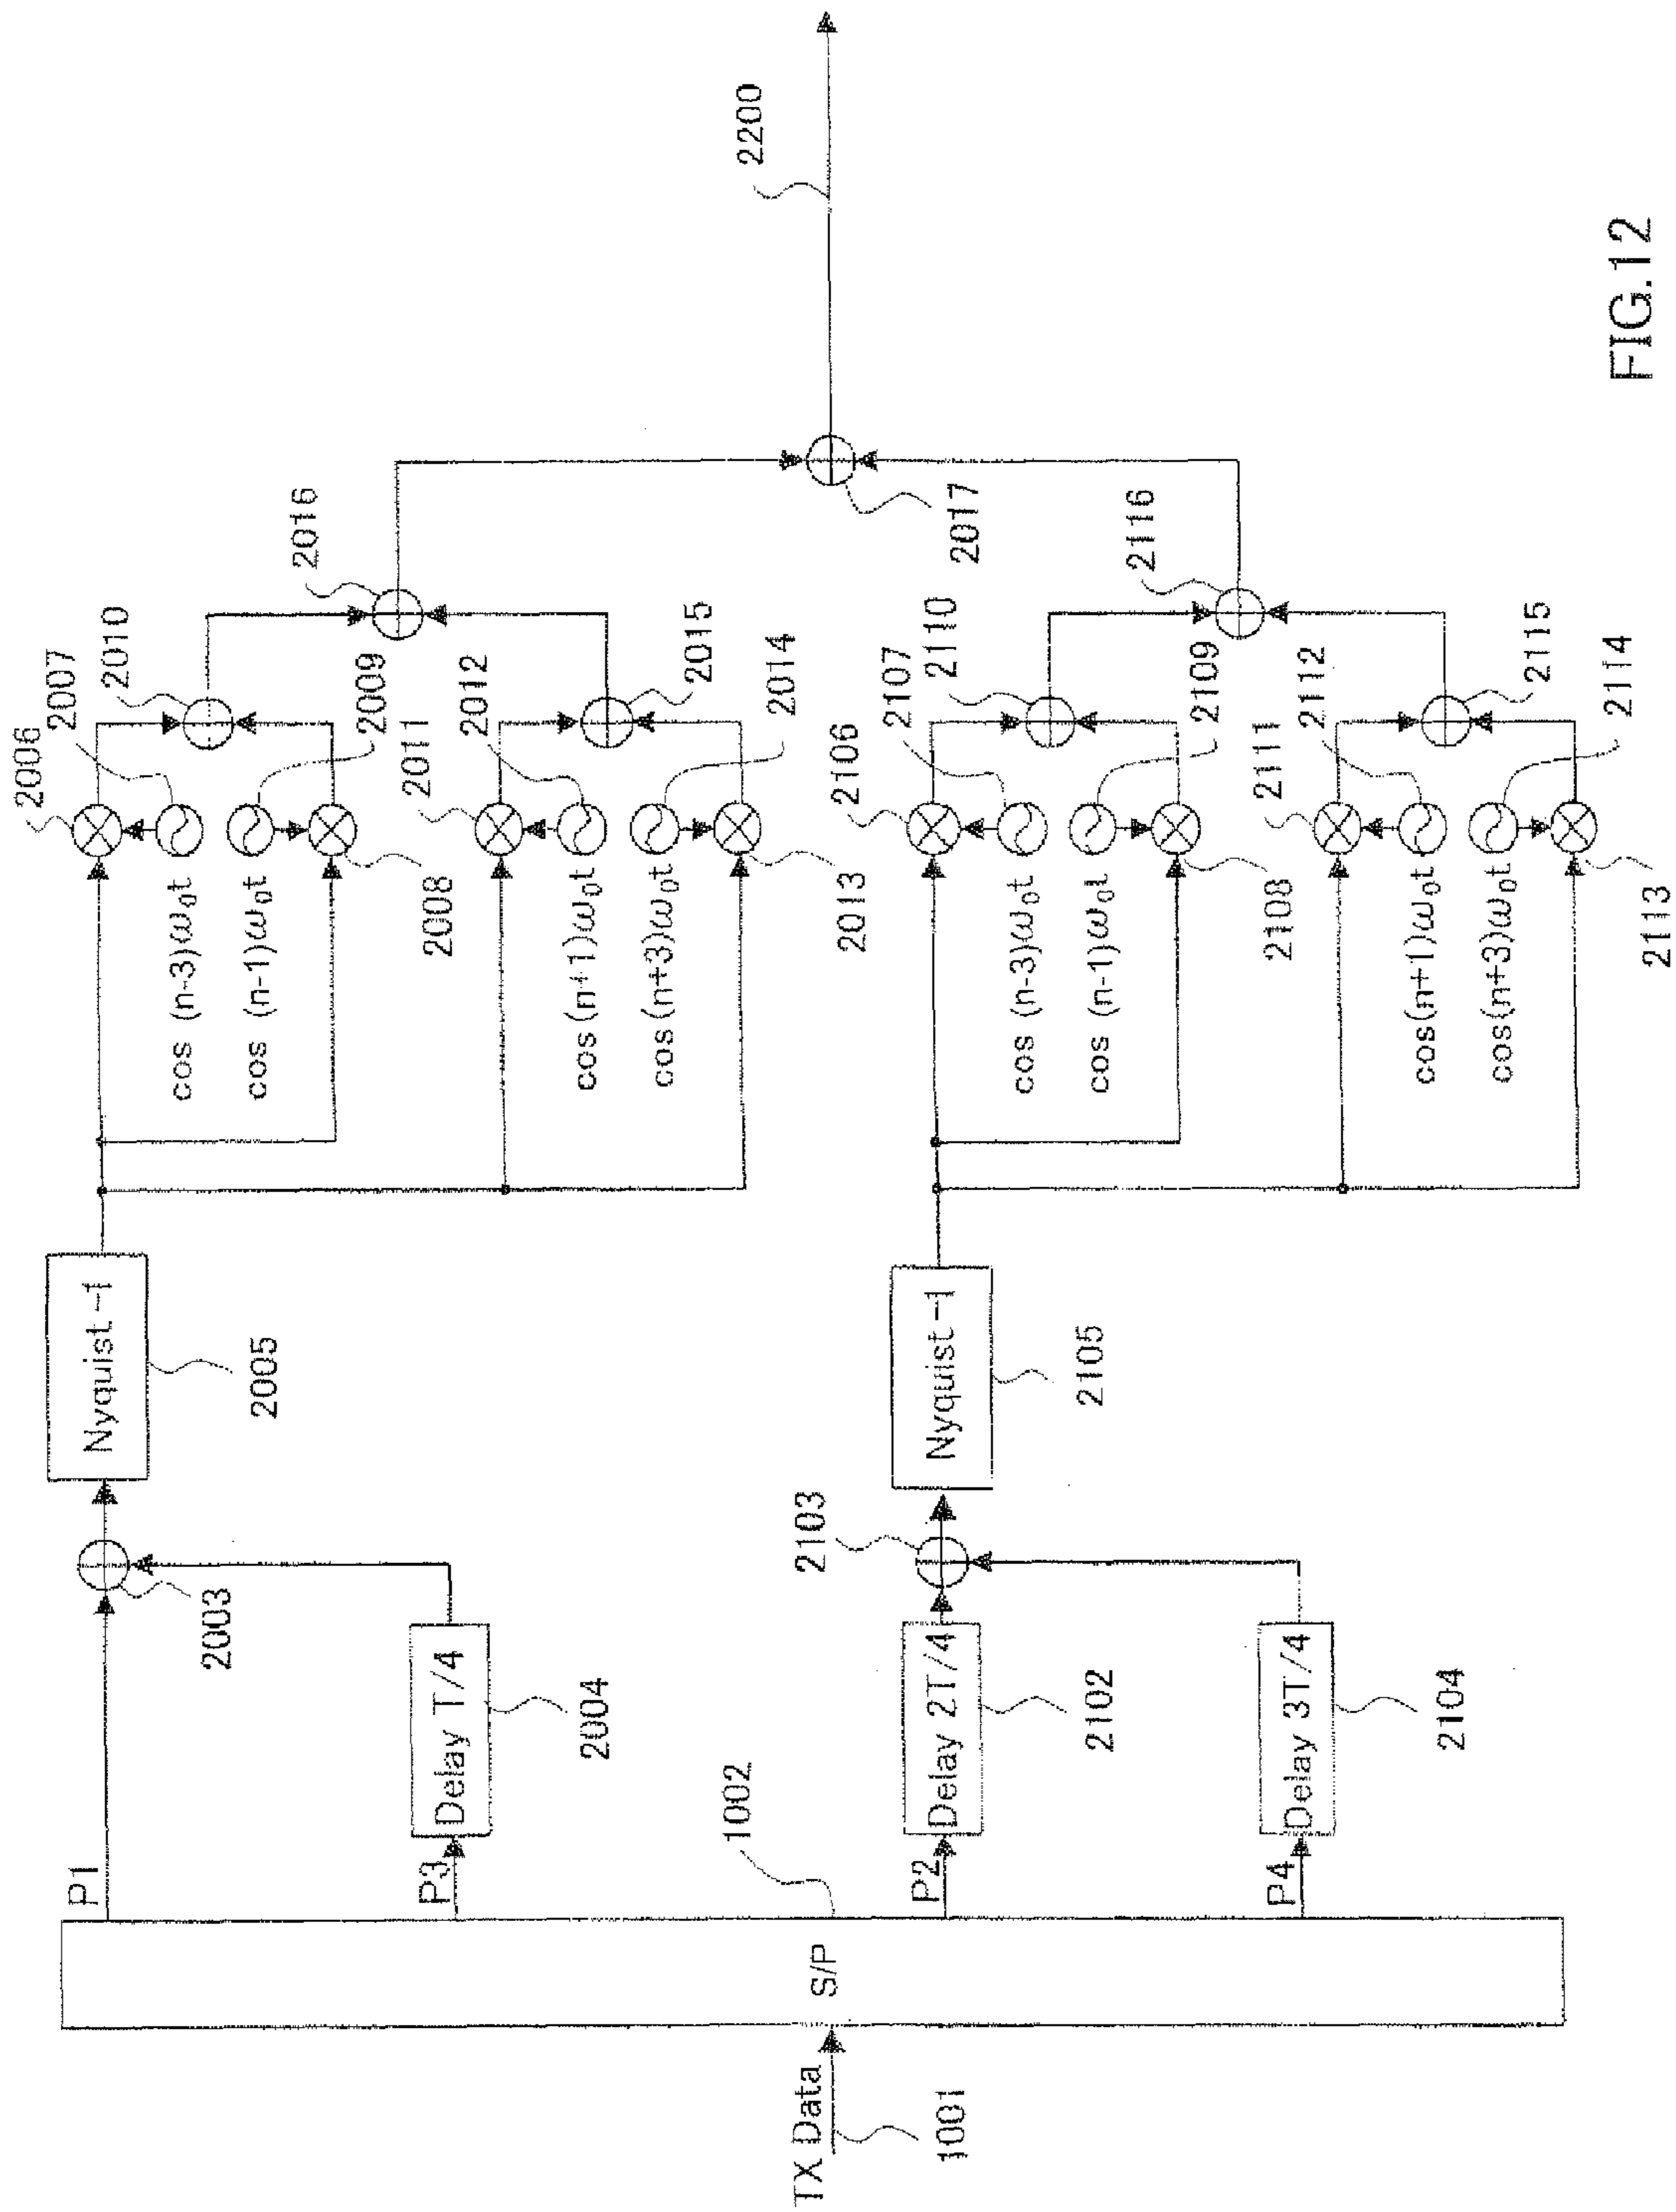 TX Data
1001
S/P
1002
P1
P3
P2
P4
Delay T/4
2004
Delay 2T/4
2102
Delay 3T/4
2104
2003
2103
Nyquist-1
2005
Nyquist-1
2105
2006
2007
cos (n-3)ω₀t
cos (n-1)ω₀t
2008
2009
2010
2011
2012
cos(n+1)ω₀t
cos(n+3)ω₀t
2013
2014
2015
2016
2106
2107
cos (n-3)ω₀t
cos (n-1)ω₀t
2108
2109
2110
2111
2112
cos(n+1)ω₀t
cos(n+3)ω₀t
2113
2114
2115
2116
2017
2200
FIG.12